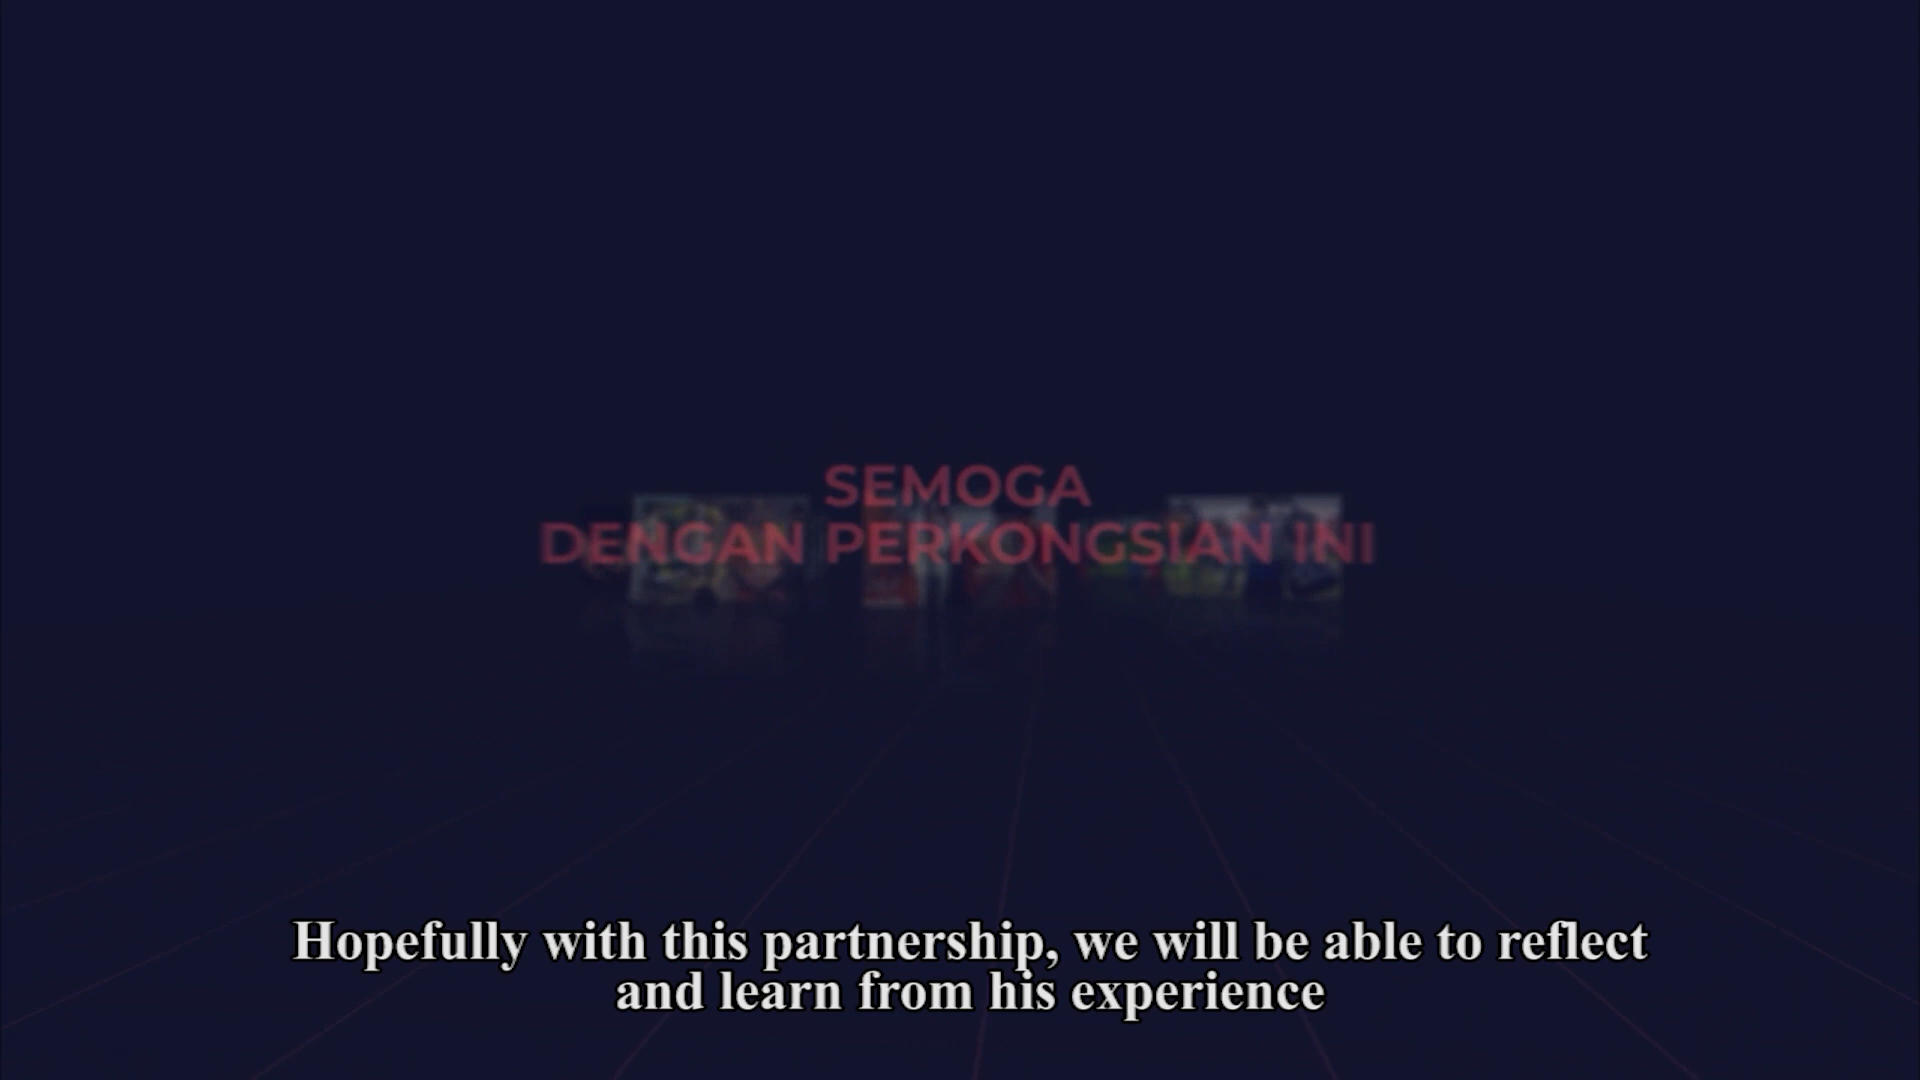 SEMOGA
DENGAN PERKONGSIAN INI
Hopefully with this partnership, we will be able to reflect
and learn from his experience